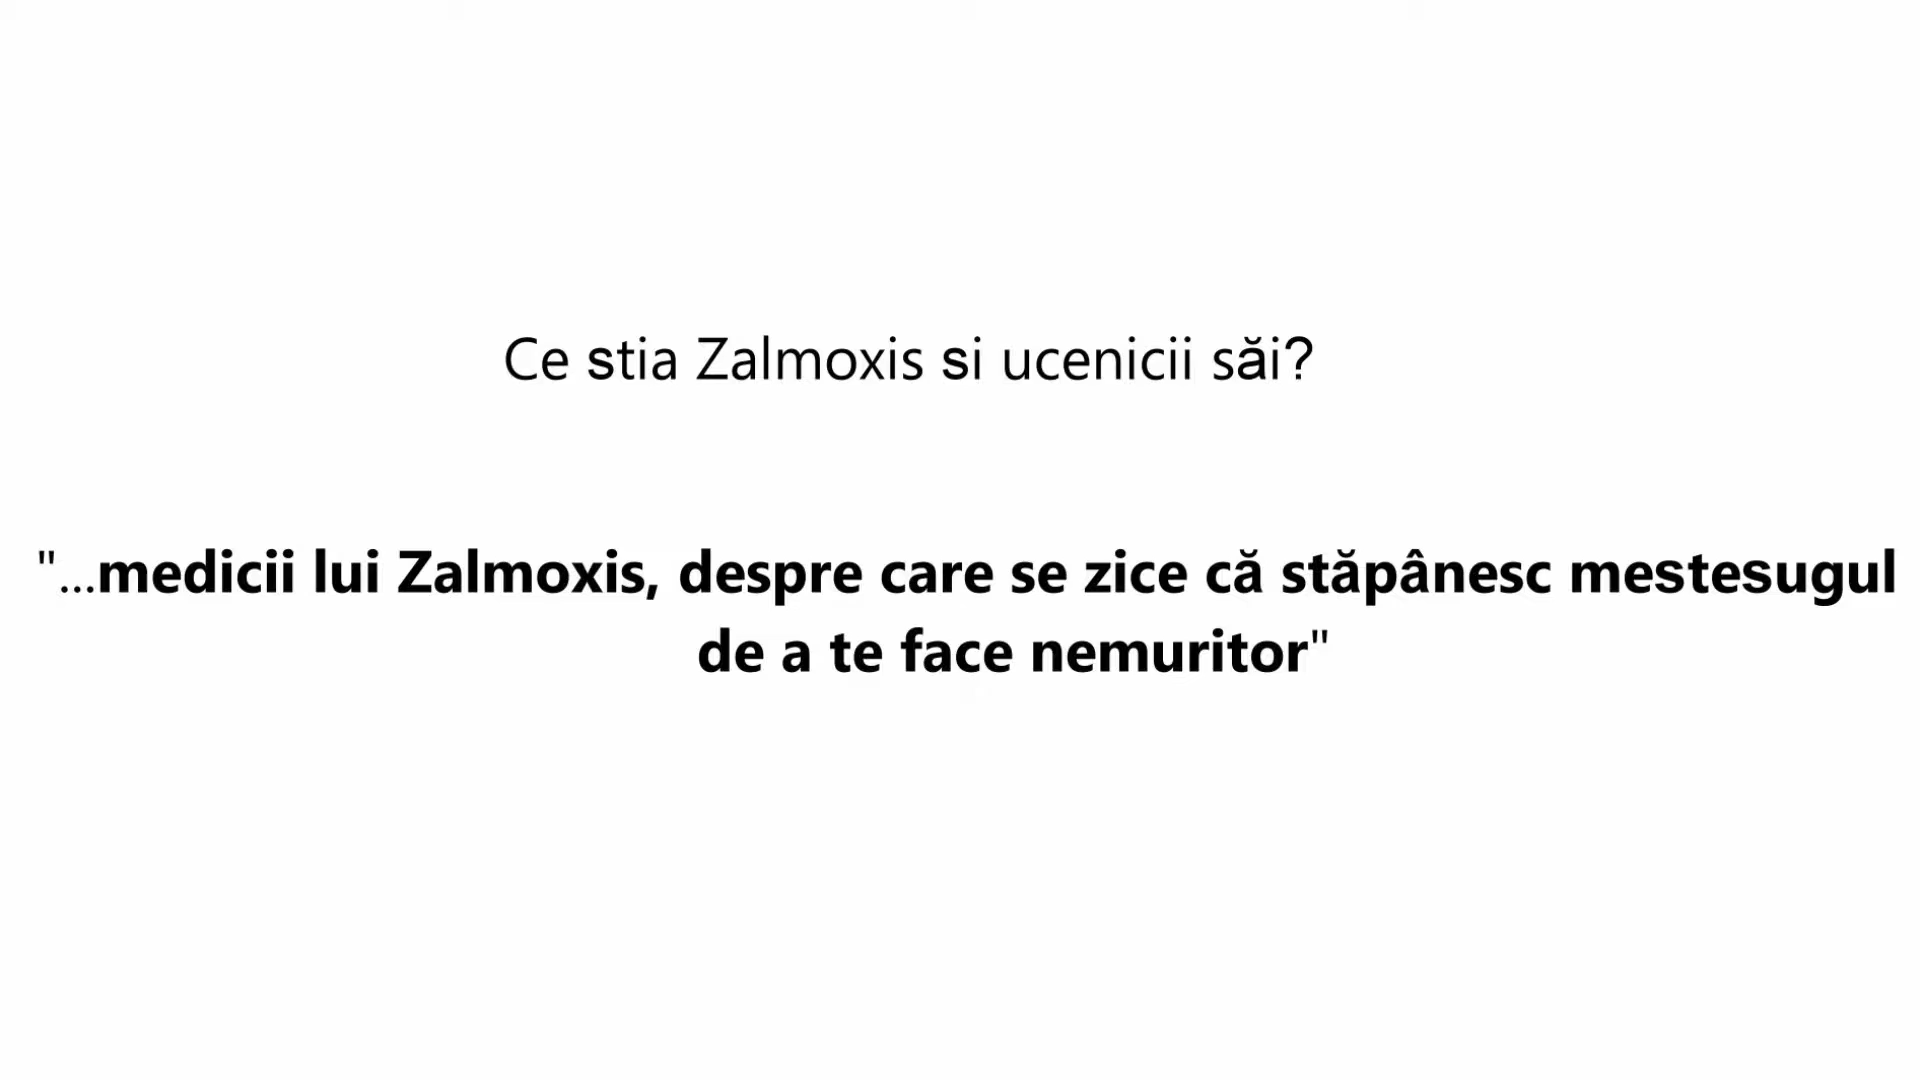 Ce stia Zalmoxis si ucenicii săi?
"...medicii lui Zalmoxis, despre care se zice că stăpânesc mestesugul
de a te face nemuritor"